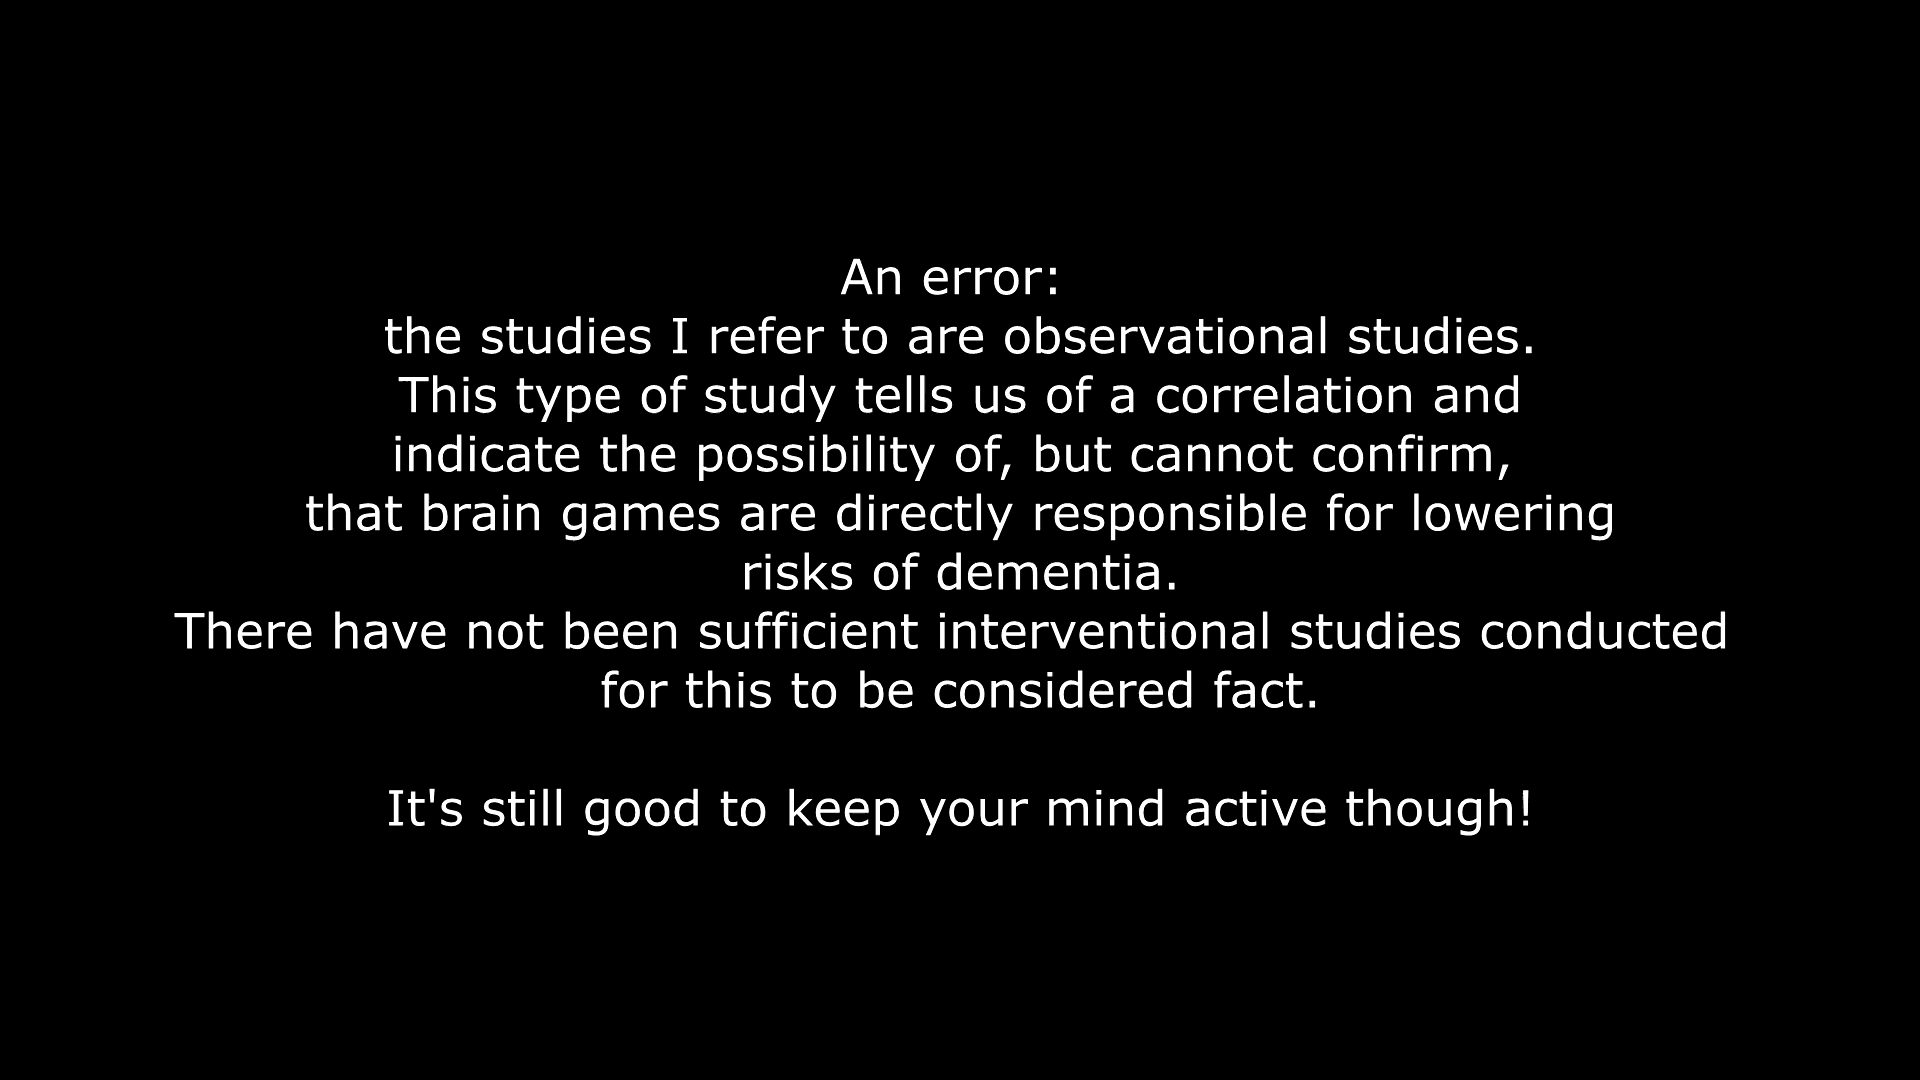 An error:
the studies I refer to are observational studies.
This type of study tells us of a correlation and
indicate the possibility of, but cannot confirm,
that brain games are directly responsible for lowering
risks of dementia.
There have not been sufficient interventional studies conducted
for this to be considered fact.
It's still good to keep your mind active though!